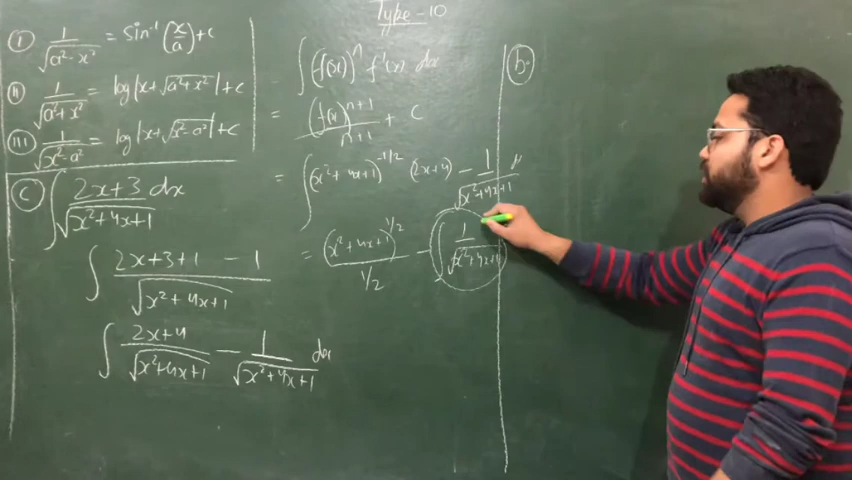 Type - 10
(I) 1/√(a²-x²) = sin⁻¹(x/a)+c
(II) 1/√(a²+x²) = log|x+√(a²+x²)|+c
(III) 1/√(x²-a²) = log|x+√(x²-a²)|+c
(C) ∫ (2x+3)/√(x²+4x+1) dx
∫ (2x+3+1 - 1)/√(x²+4x+1)
∫ (2x+4)/√(x²+4x+1) - 1/√(x²+4x+1) dx
∫ (f(x))ⁿ f'(x) dx
= (f(x))ⁿ⁺¹/(n+1) + C
= ∫ (x²+4x+1)^(-1/2) (2x+4) - 1/√(x²+4x+1)
= (x²+4x+1)^(1/2)/(1/2) - ∫ 1/√(x²+4x+1)
(b)